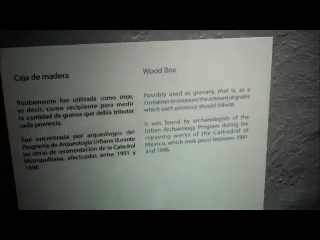 Caja de madera
Posiblemente fue utilizada como troje,
es decir, como recipiente para medir
la cantidad de granos que debía tributar
cada provincia.
Fue encontrada por arqueólogos del
Programa de Arqueología Urbana durante
las obras de recimentación de la Catedral
Metropolitana, efectuadas entre 1991 y
1996.
Wood Box
Possibly used as granary, that is, as a
container to measure the amount of grains
which each province should tribute.
It was found by archaeologists of the
Urban Archaeology Program during the
repairing works of the Cathedral of
Mexico, which took place between 1991
and 1996.